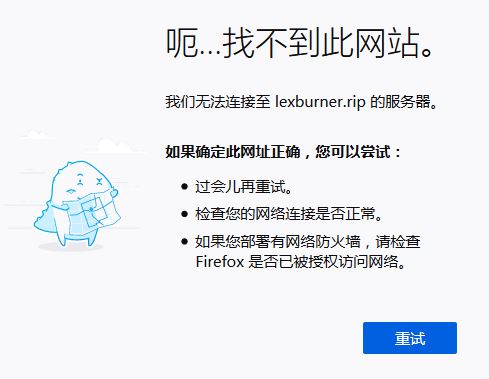 呃...找不到此网站。
我们无法连接至 lexburner.rip 的服务器。
如果确定此网址正确，您可以尝试：
• 过会儿再重试。
• 检查您的网络连接是否正常。
• 如果您部署有网络防火墙，请检查
Firefox 是否已被授权访问网络。
重试